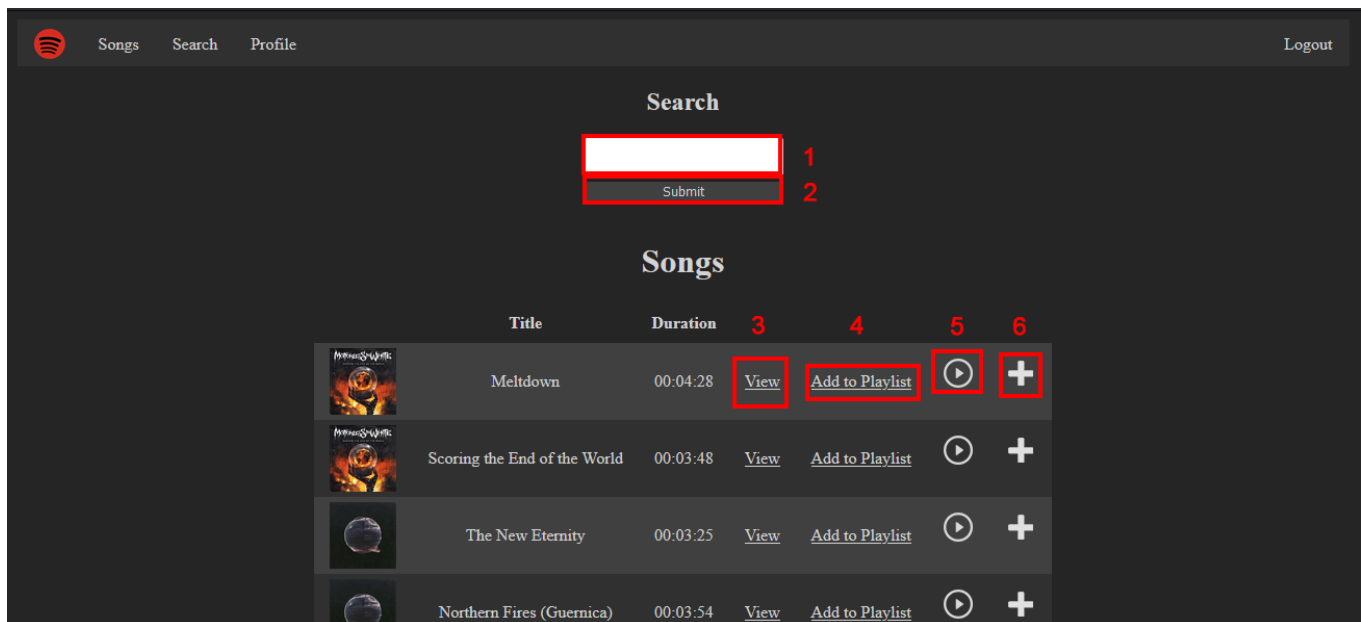 Songs Search Profile Logout
Search
1
Submit 2
Songs
Title Duration 3 4 5 6
Meltdown 00:04:28 View Add to Playlist
Scoring the End of the World 00:03:48 View Add to Playlist
The New Eternity 00:03:25 View Add to Playlist
Northern Fires (Guernica) 00:03:54 View Add to Playlist